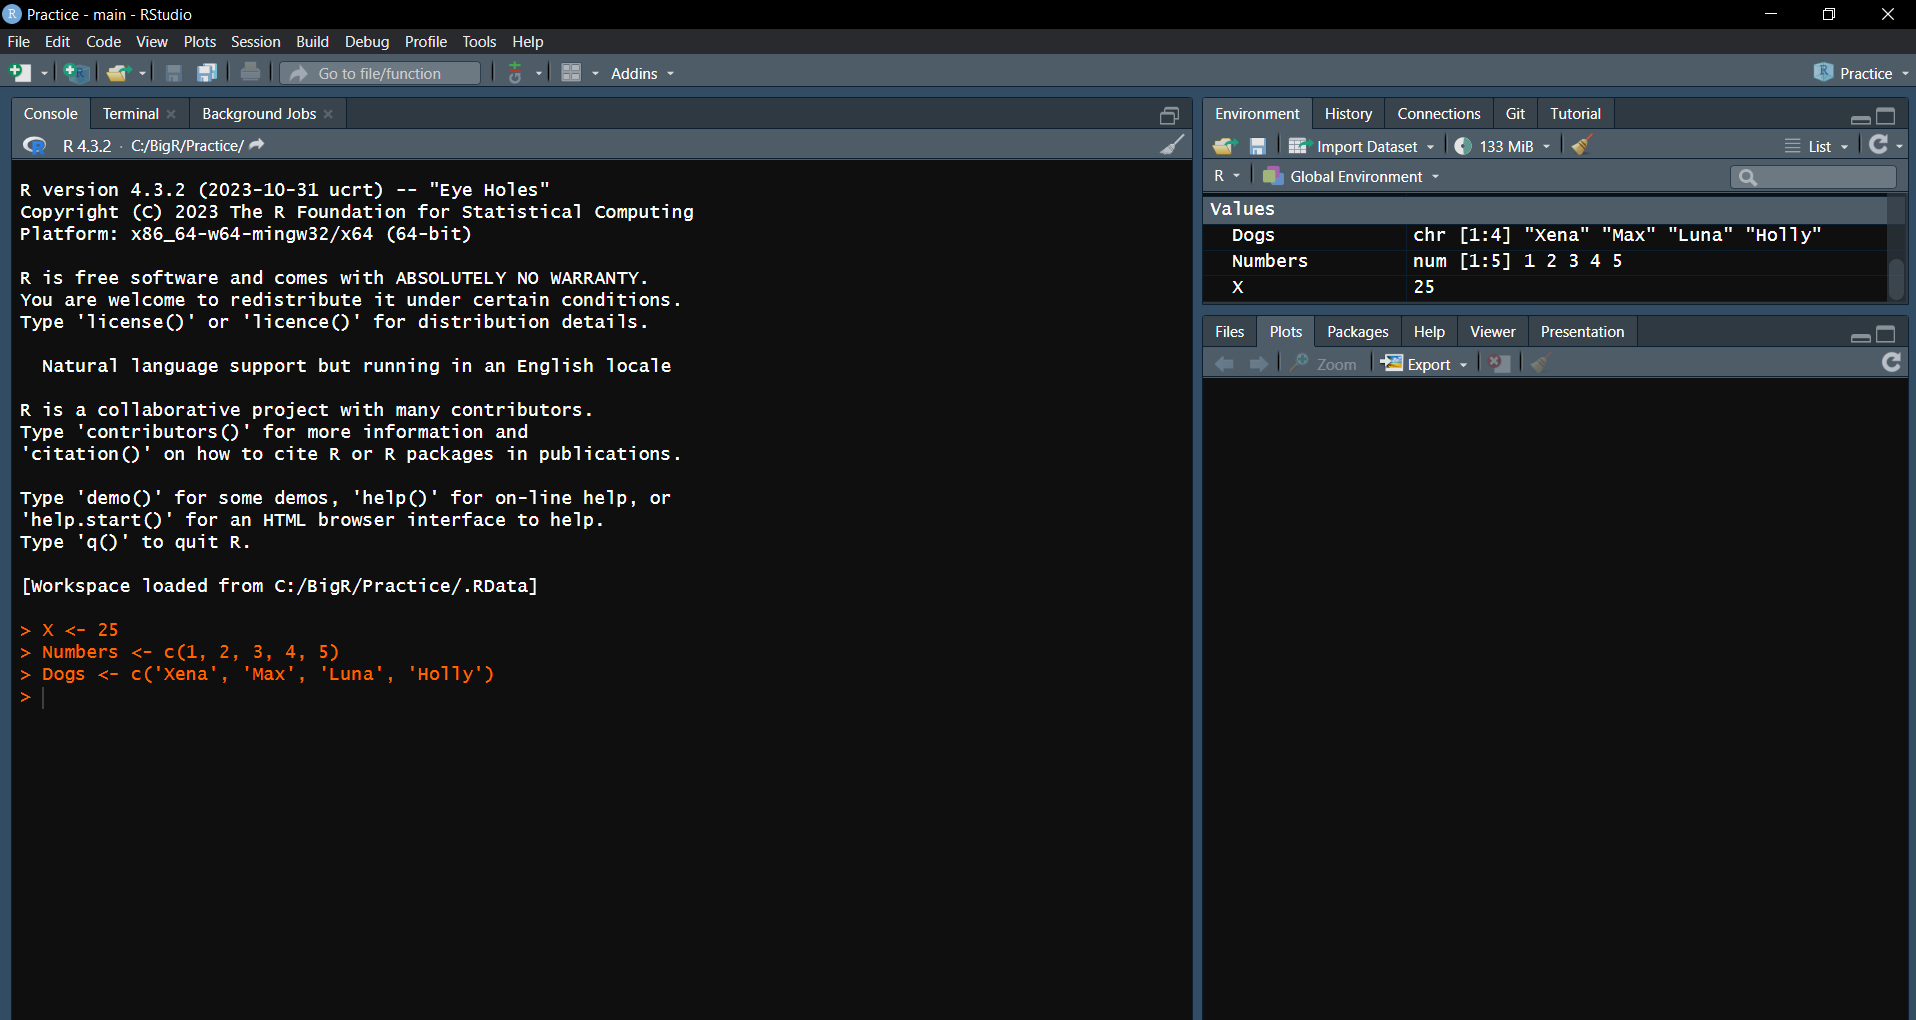 Practice - main - RStudio
File Edit Code View Plots Session Build Debug Profile Tools Help
Go to file/function Addins Practice
Console Terminal Background Jobs
R 4.3.2 · C:/BigR/Practice/
R version 4.3.2 (2023-10-31 ucrt) -- "Eye Holes"
Copyright (C) 2023 The R Foundation for Statistical Computing
Platform: x86_64-w64-mingw32/x64 (64-bit)
R is free software and comes with ABSOLUTELY NO WARRANTY.
You are welcome to redistribute it under certain conditions.
Type 'license()' or 'licence()' for distribution details.
Natural language support but running in an English locale
R is a collaborative project with many contributors.
Type 'contributors()' for more information and
'citation()' on how to cite R or R packages in publications.
Type 'demo()' for some demos, 'help()' for on-line help, or
'help.start()' for an HTML browser interface to help.
Type 'q()' to quit R.
[Workspace loaded from C:/BigR/Practice/.RData]
> X <- 25
> Numbers <- c(1, 2, 3, 4, 5)
> Dogs <- c('Xena', 'Max', 'Luna', 'Holly')
>
Environment History Connections Git Tutorial
Import Dataset 133 MiB List
R Global Environment
Values
Dogs chr [1:4] "Xena" "Max" "Luna" "Holly"
Numbers num [1:5] 1 2 3 4 5
X 25
Files Plots Packages Help Viewer Presentation
Zoom Export